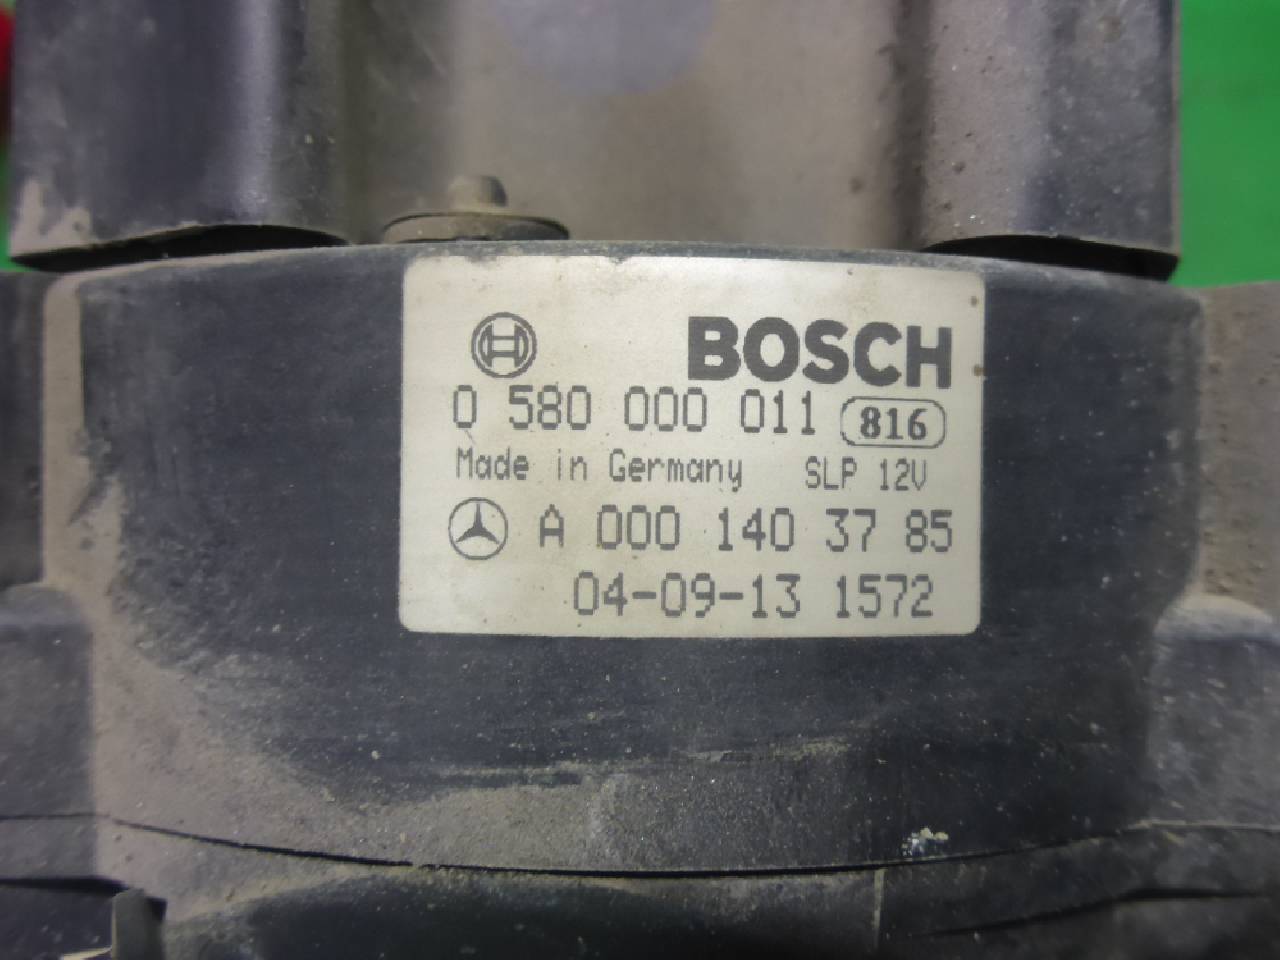 BOSCH
0 580 000 011 816
Made in Germany SLP 12V
A 000 140 37 85
04-09-13 1572